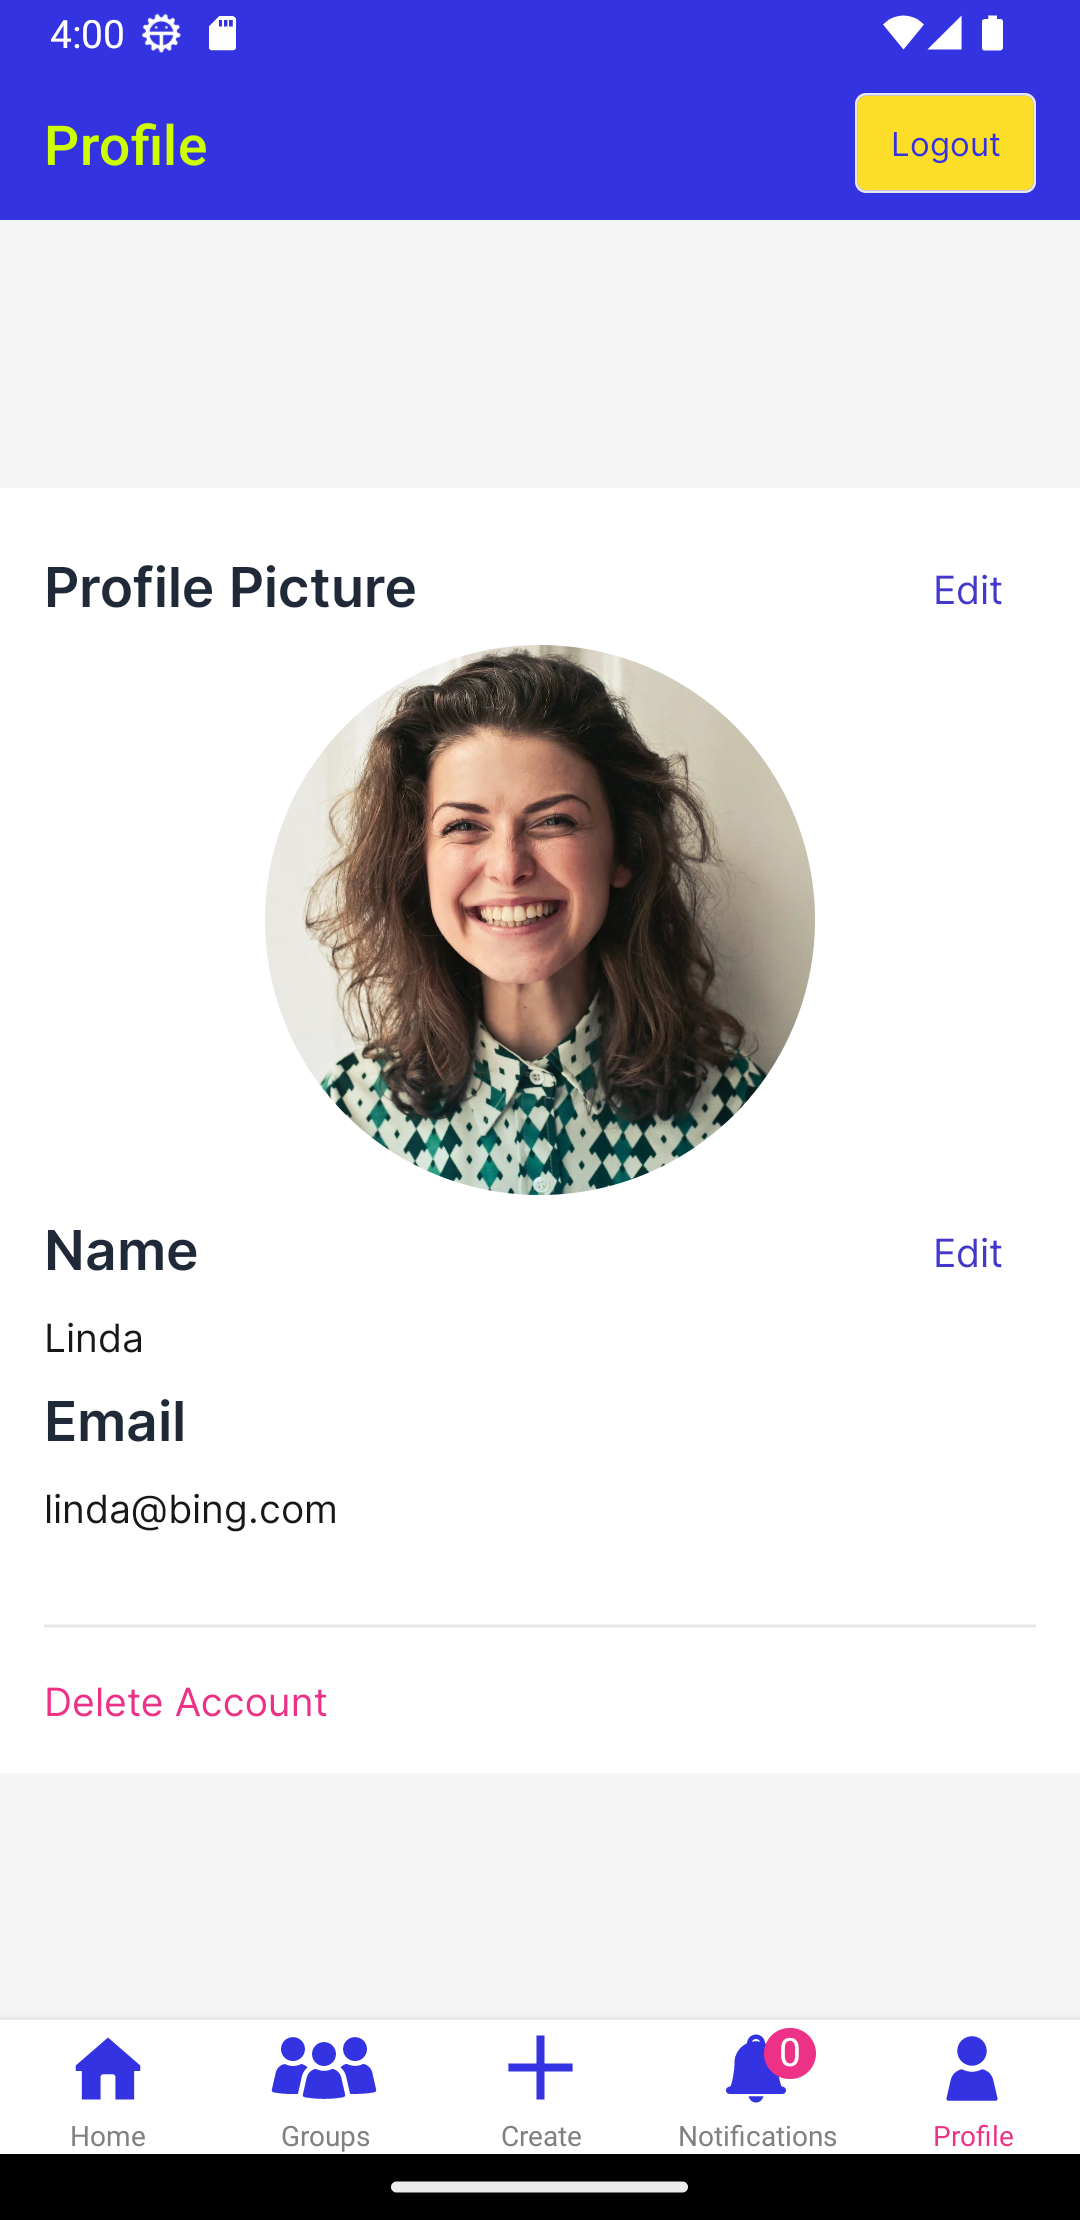 4:00
Profile
Logout
Profile Picture
Edit
Name
Edit
Linda
Email
linda@bing.com
Delete Account
0
Home
Groups
Create
Notifications
Profile